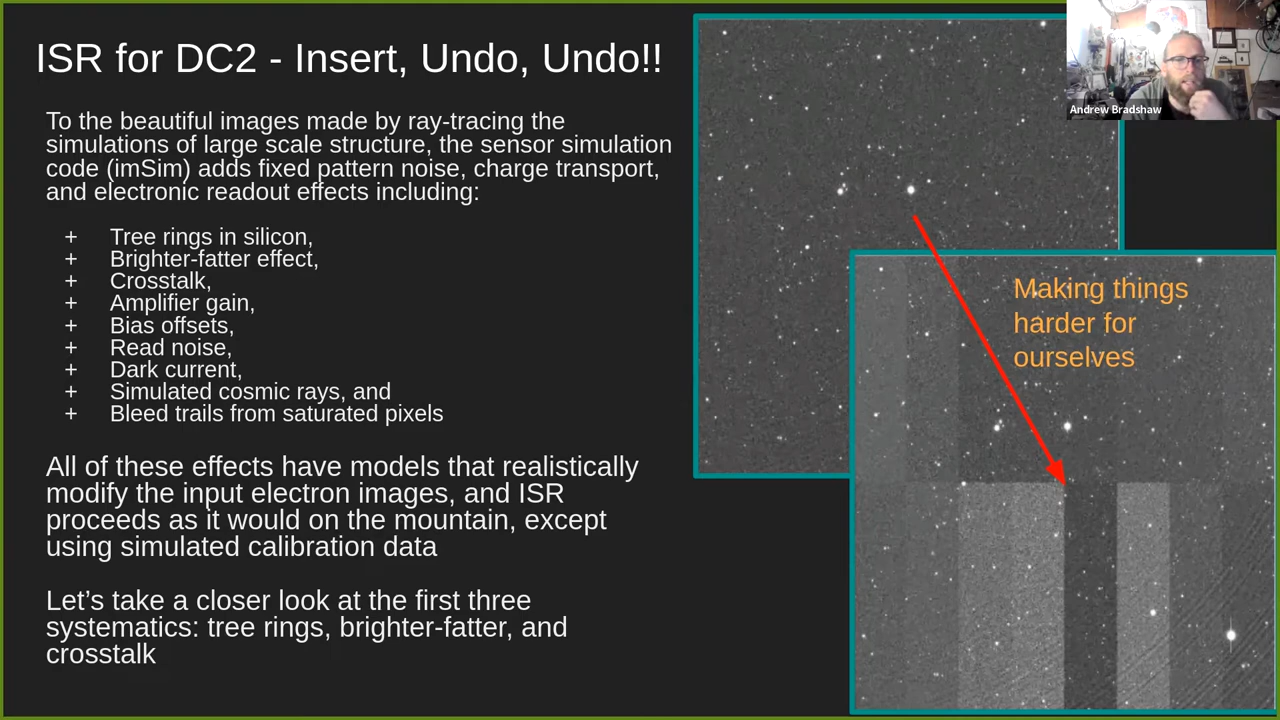 ISR for DC2 - Insert, Undo, Undo!!
To the beautiful images made by ray-tracing the
simulations of large scale structure, the sensor simulation
code (imSim) adds fixed pattern noise, charge transport,
and electronic readout effects including:
+ Tree rings in silicon,
+ Brighter-fatter effect,
+ Crosstalk,
+ Amplifier gain,
+ Bias offsets,
+ Read noise,
+ Dark current,
+ Simulated cosmic rays, and
+ Bleed trails from saturated pixels
All of these effects have models that realistically
modify the input electron images, and ISR
proceeds as it would on the mountain, except
using simulated calibration data
Let’s take a closer look at the first three
systematics: tree rings, brighter-fatter, and
crosstalk
Making things
harder for
ourselves
Andrew Bradshaw